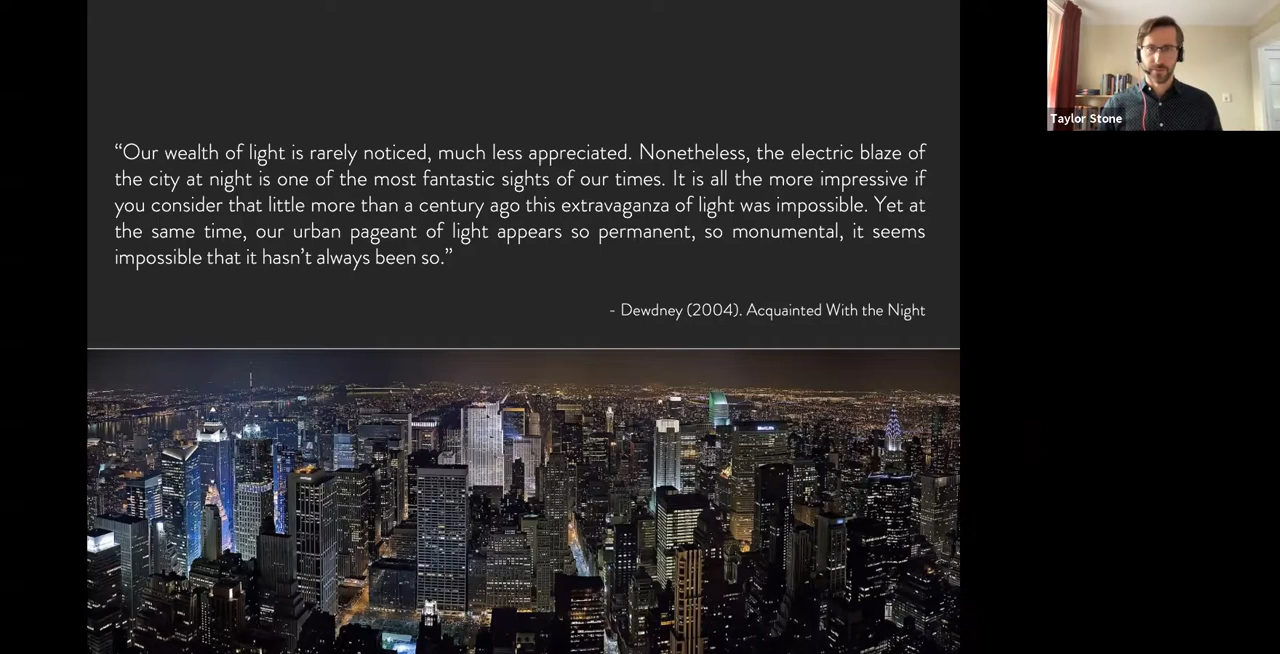 “Our wealth of light is rarely noticed, much less appreciated. Nonetheless, the electric blaze of
the city at night is one of the most fantastic sights of our times. It is all the more impressive if
you consider that little more than a century ago this extravaganza of light was impossible. Yet at
the same time, our urban pageant of light appears so permanent, so monumental, it seems
impossible that it hasn’t always been so.”
- Dewdney (2004). Acquainted With the Night
Taylor Stone
MetLife